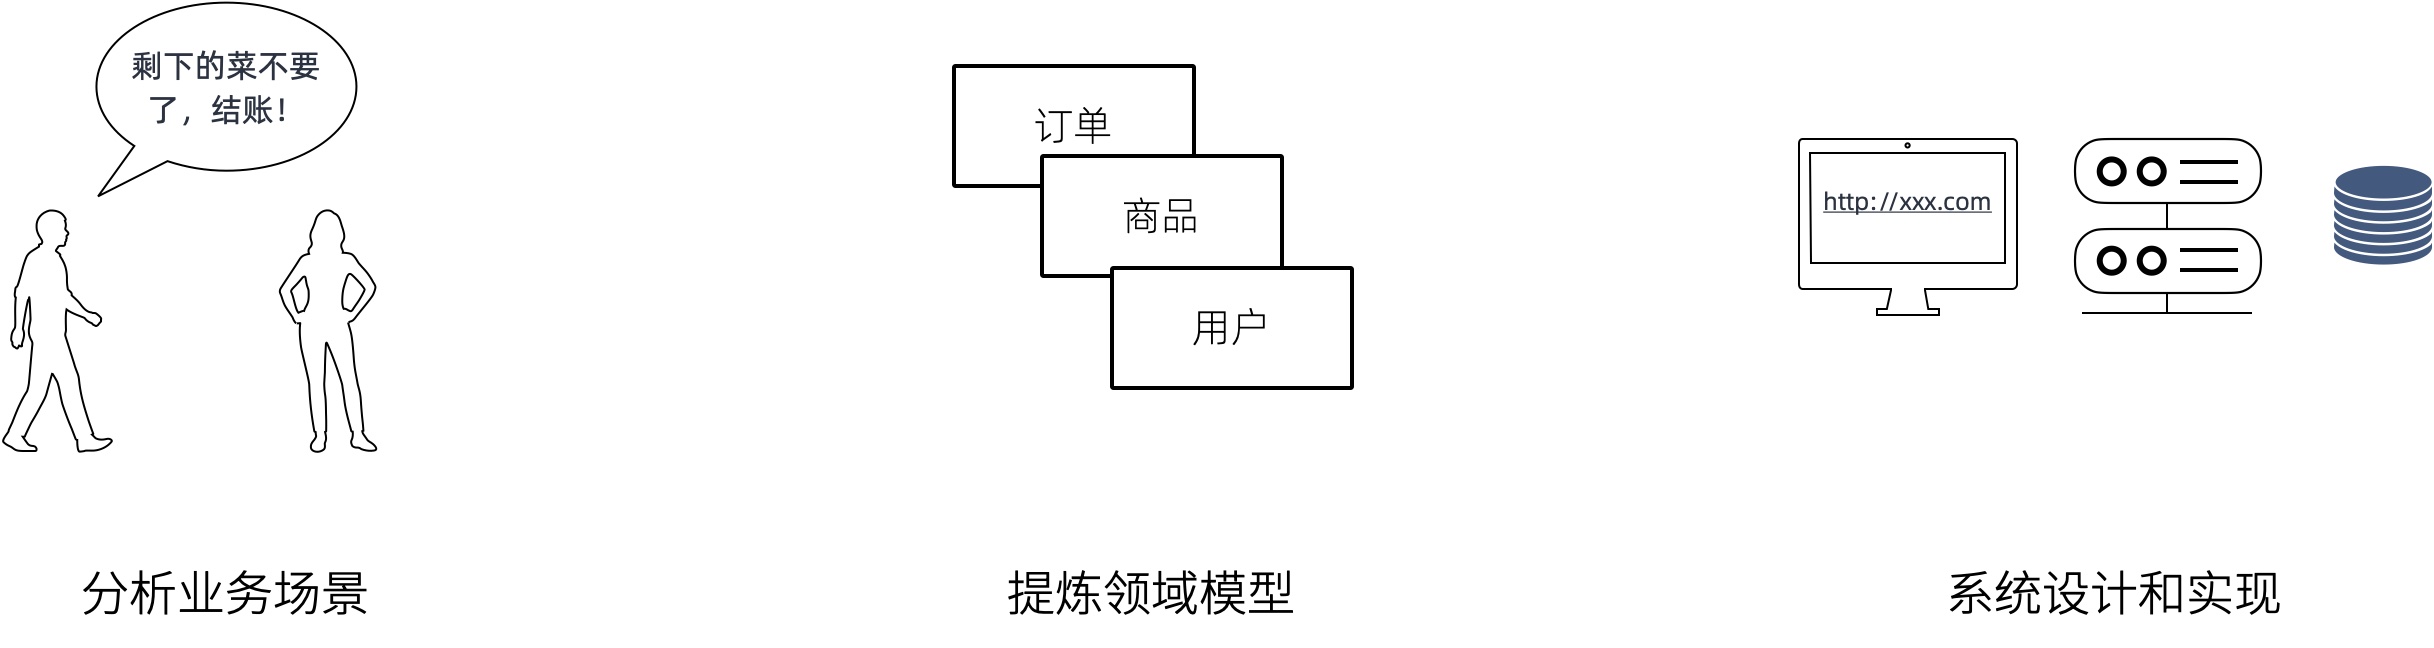 剩下的菜不要
了，结账！
订单
商品
用户
http://xxx.com
分析业务场景
提炼领域模型
系统设计和实现